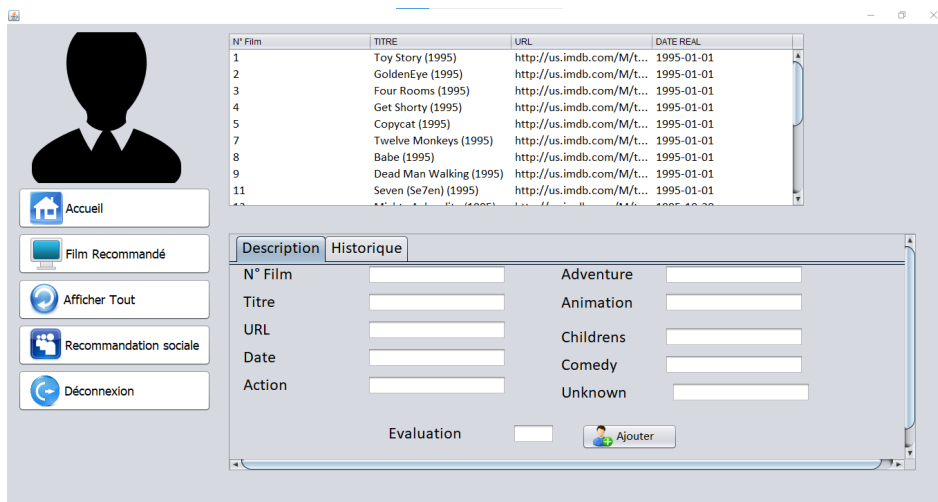 N° Film TITRE URL DATE REAL
1 Toy Story (1995) http://us.imdb.com/M/t... 1995-01-01
2 GoldenEye (1995) http://us.imdb.com/M/t... 1995-01-01
3 Four Rooms (1995) http://us.imdb.com/M/t... 1995-01-01
4 Get Shorty (1995) http://us.imdb.com/M/t... 1995-01-01
5 Copycat (1995) http://us.imdb.com/M/t... 1995-01-01
7 Twelve Monkeys (1995) http://us.imdb.com/M/t... 1995-01-01
8 Babe (1995) http://us.imdb.com/M/t... 1995-01-01
9 Dead Man Walking (1995) http://us.imdb.com/M/t... 1995-01-01
11 Seven (Se7en) (1995) http://us.imdb.com/M/t... 1995-01-01
Accueil
Film Recommandé
Afficher Tout
Recommandation sociale
Déconnexion
Description Historique
N° Film Adventure
Titre Animation
URL Childrens
Date Comedy
Action Unknown
Evaluation Ajouter